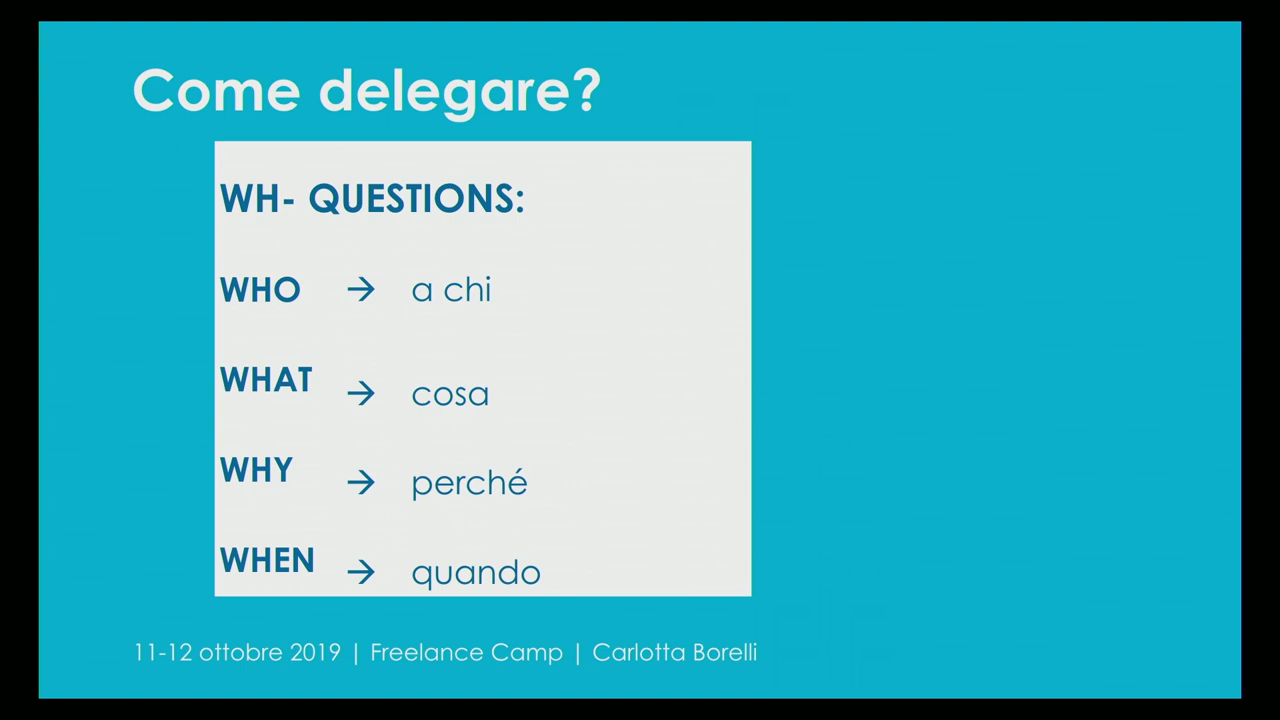 Come delegare?
WH- QUESTIONS:
WHO → a chi
WHAT → cosa
WHY → perché
WHEN → quando
11-12 ottobre 2019 | Freelance Camp | Carlotta Borelli